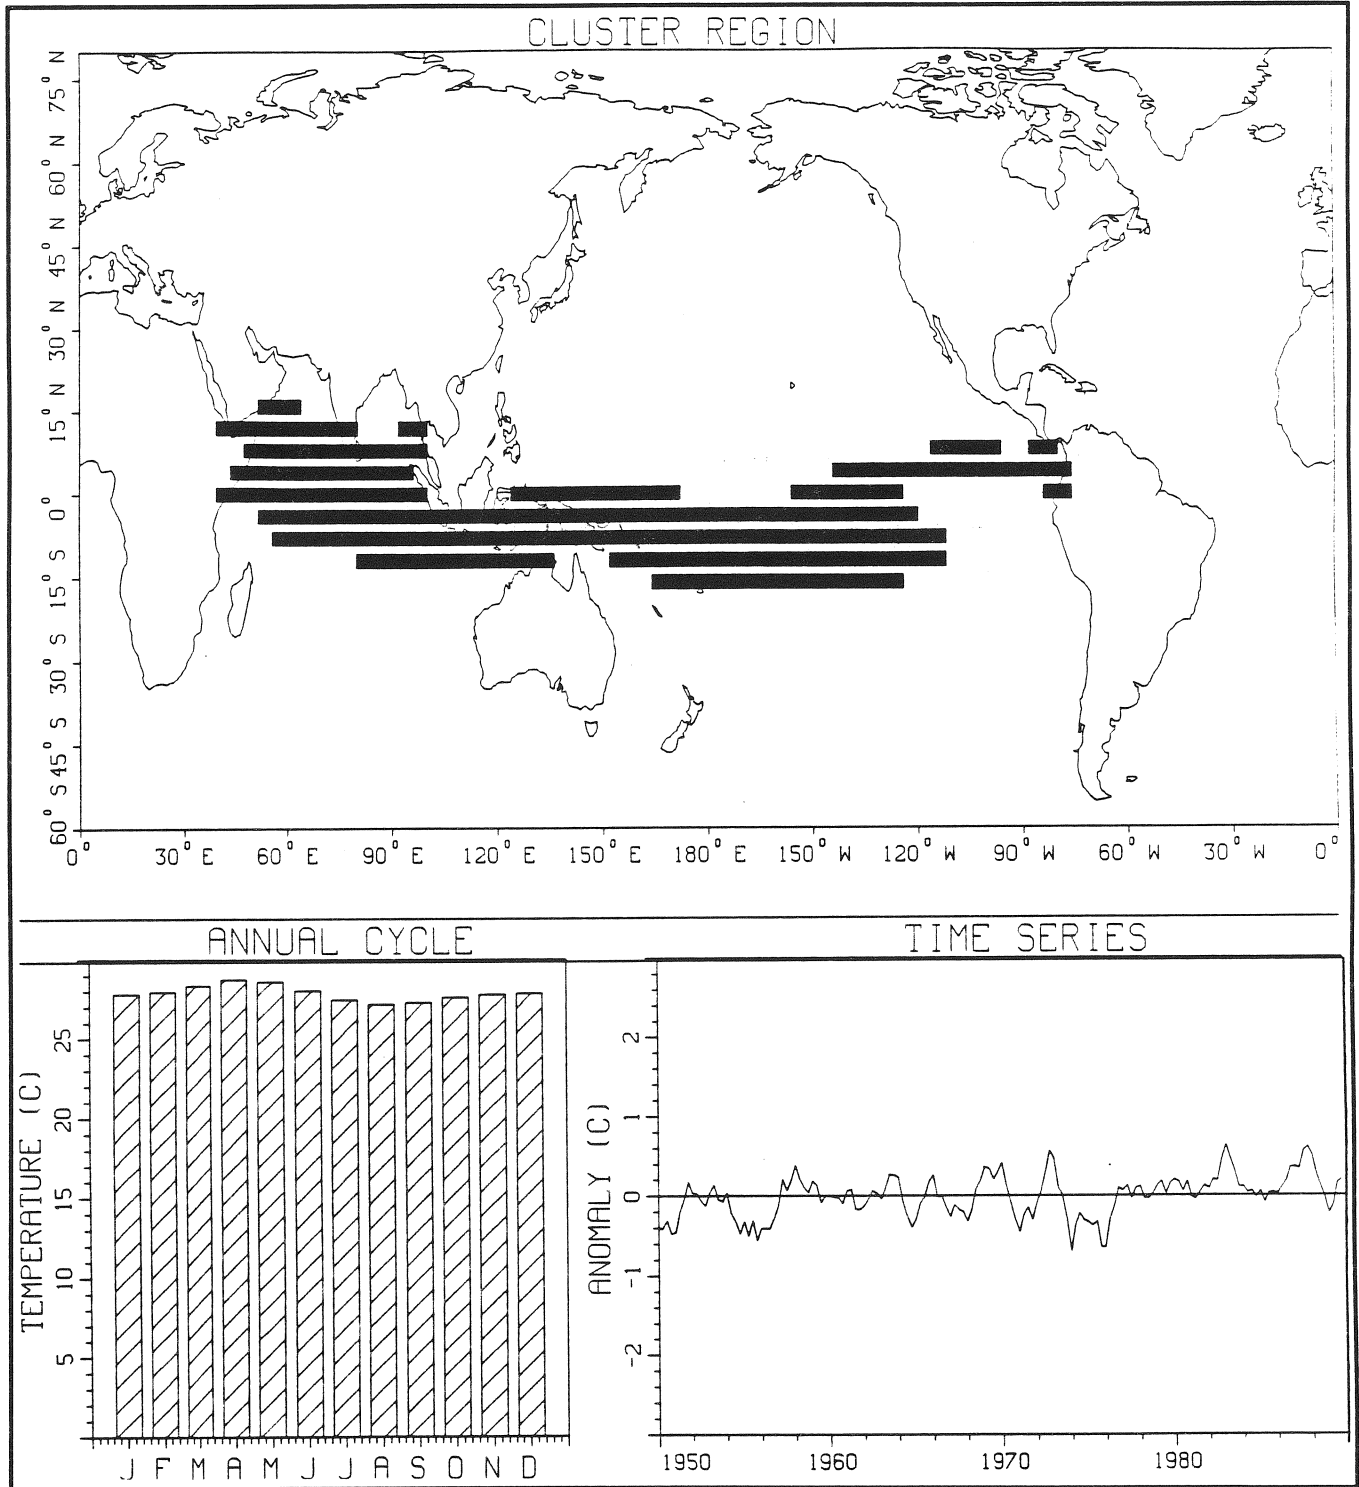 CLUSTER REGION
75° N
60° N
45° N
30° N
15° N
0°
15° S
30° S
45° S
60° S
0° 30° E 60° E 90° E 120° E 150° E 180° E 150° W 120° W 90° W 60° W 30° W 0°
ANNUAL CYCLE
TEMPERATURE (C)
25
20
15
10
5
J F M A M J J A S O N D
TIME SERIES
ANOMALY (C)
2
1
0
-1
-2
1950 1960 1970 1980